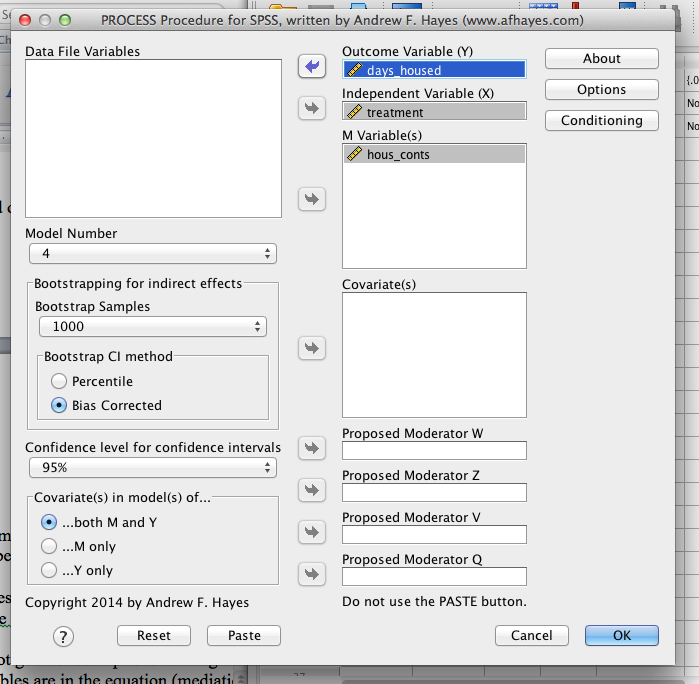 PROCESS Procedure for SPSS, written by Andrew F. Hayes (www.afhayes.com)
Data File Variables
Outcome Variable (Y)
days_housed
Independent Variable (X)
treatment
M Variable(s)
hous_conts
About
Options
Conditioning
Model Number
4
Bootstrapping for indirect effects
Bootstrap Samples
1000
Bootstrap CI method
Percentile
Bias Corrected
Covariate(s)
Confidence level for confidence intervals
95%
Covariate(s) in model(s) of...
...both M and Y
...M only
...Y only
Proposed Moderator W
Proposed Moderator Z
Proposed Moderator V
Proposed Moderator Q
Copyright 2014 by Andrew F. Hayes
Do not use the PASTE button.
?
Reset
Paste
Cancel
OK